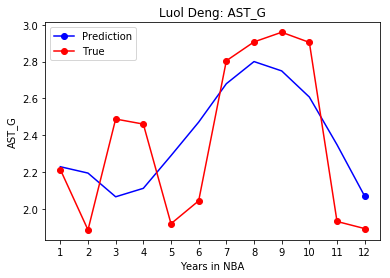 Luol Deng: AST_G
Prediction
True
AST_G
3.0
2.8
2.6
2.4
2.2
2.0
1 2 3 4 5 6 7 8 9 10 11 12
Years in NBA